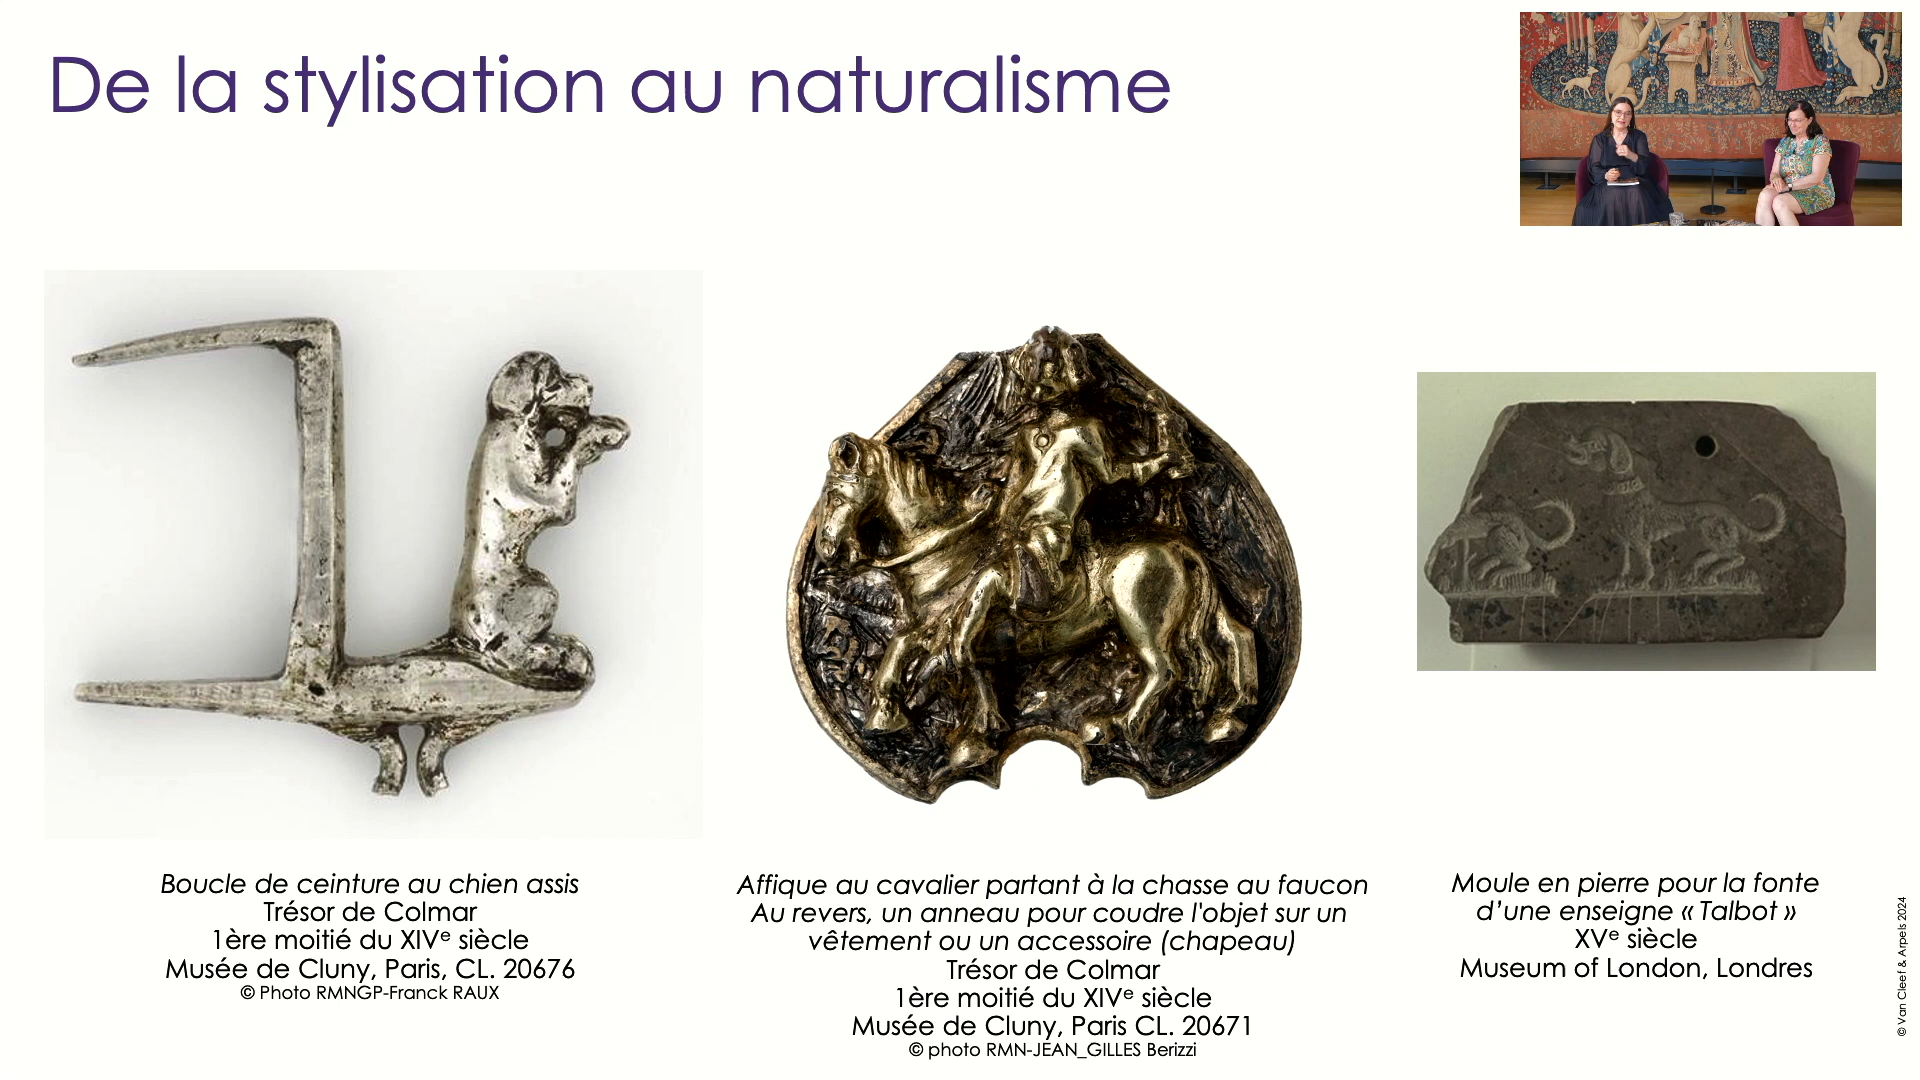 De la stylisation au naturalisme
Boucle de ceinture au chien assis
Trésor de Colmar
1ère moitié du XIVᵉ siècle
Musée de Cluny, Paris, CL. 20676
© Photo RMNGP-Franck RAUX
Affique au cavalier partant à la chasse au faucon
Au revers, un anneau pour coudre l'objet sur un
vêtement ou un accessoire (chapeau)
Trésor de Colmar
1ère moitié du XIVᵉ siècle
Musée de Cluny, Paris CL. 20671
© photo RMN-JEAN_GILLES Berizzi
Moule en pierre pour la fonte
d’une enseigne « Talbot »
XVᵉ siècle
Museum of London, Londres
© Van Cleef & Arpels 2024